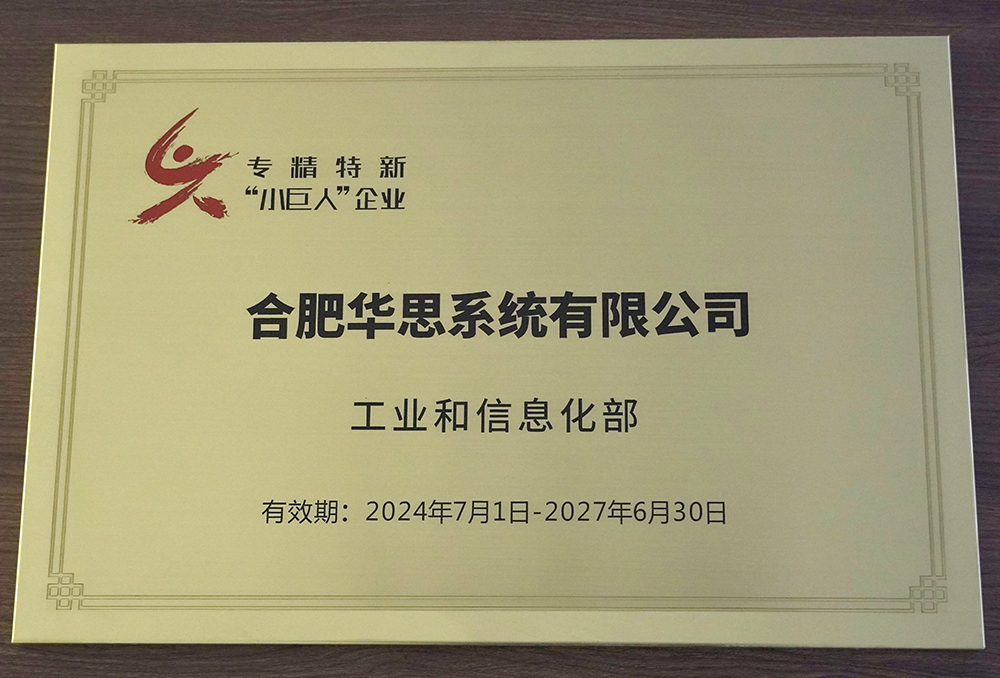 专精特新
“小巨人”企业
合肥华思系统有限公司
工业和信息化部
有效期：2024年7月1日-2027年6月30日